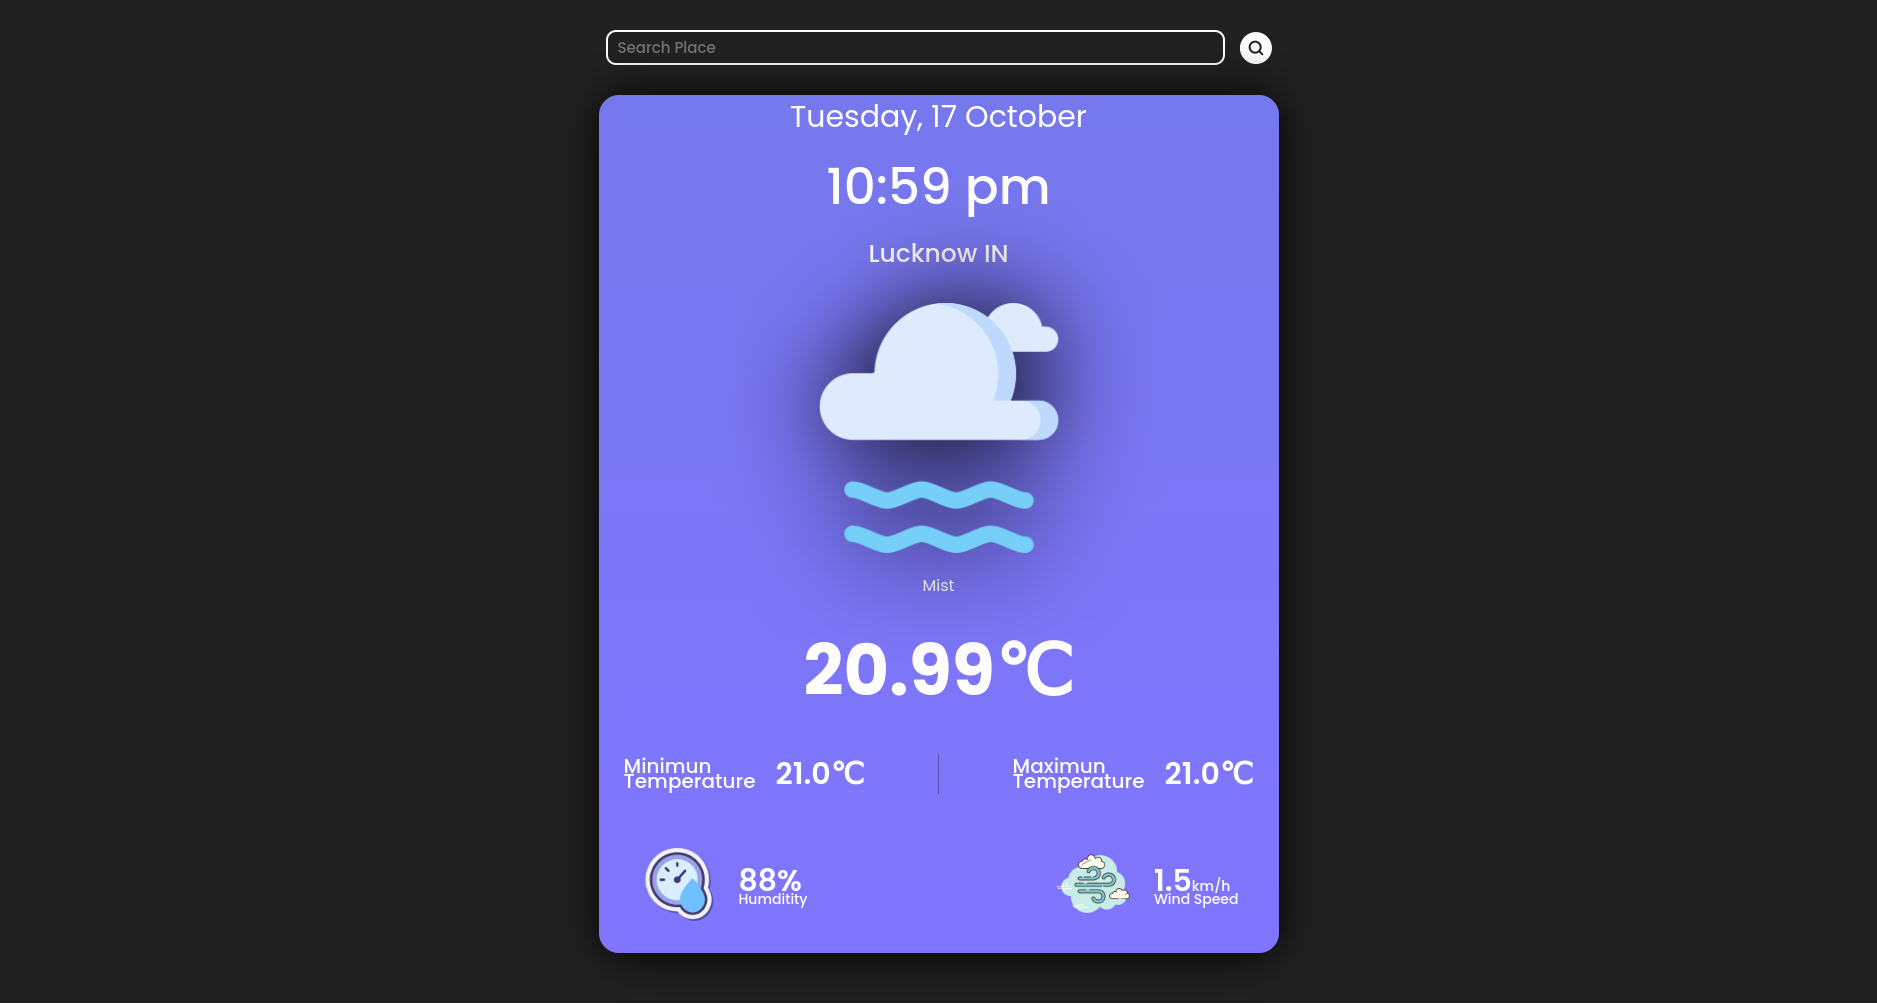 Search Place
Tuesday, 17 October
10:59 pm
Lucknow IN
Mist
20.99℃
Minimun
Temperature
21.0℃
Maximun
Temperature
21.0℃
88%
Humditity
1.5km/h
Wind Speed